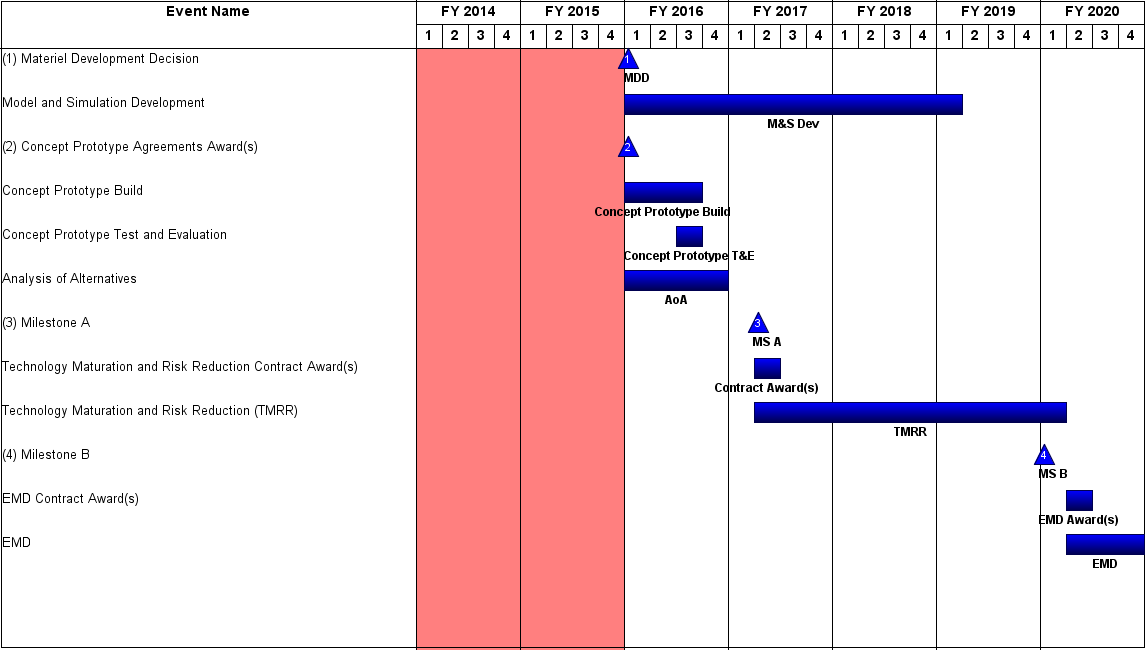 Event Name FY 2014 FY 2015 FY 2016 FY 2017 FY 2018 FY 2019 FY 2020
1 2 3 4 1 2 3 4 1 2 3 4 1 2 3 4 1 2 3 4 1 2 3 4 1 2 3 4
(1) Materiel Development Decision 1
MDD
Model and Simulation Development
M&S Dev
(2) Concept Prototype Agreements Award(s) 2
Concept Prototype Build
Concept Prototype Build
Concept Prototype Test and Evaluation
Concept Prototype T&E
Analysis of Alternatives
AoA
(3) Milestone A 3
MS A
Technology Maturation and Risk Reduction Contract Award(s)
Contract Award(s)
Technology Maturation and Risk Reduction (TMRR)
TMRR
(4) Milestone B 4
MS B
EMD Contract Award(s)
EMD Award(s)
EMD
EMD